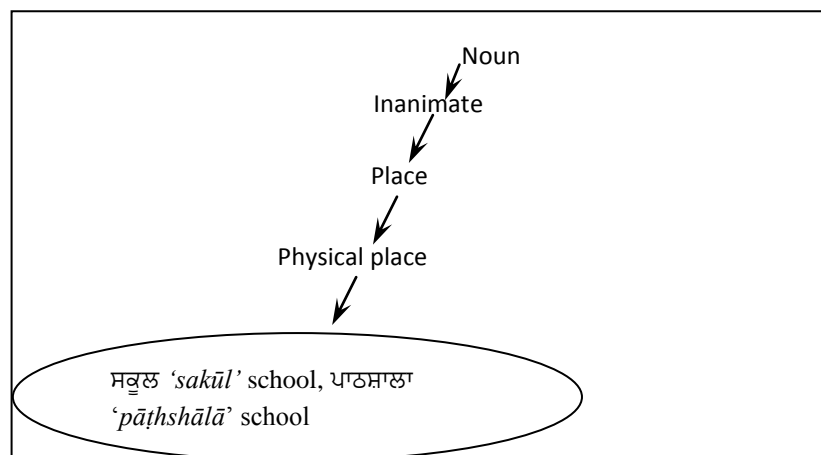 Noun
Inanimate
Place
Physical place
ਸਕੂਲ ‘sakūl’ school, ਪਾਠਸ਼ਾਲਾ
‘pāṭhshālā’ school